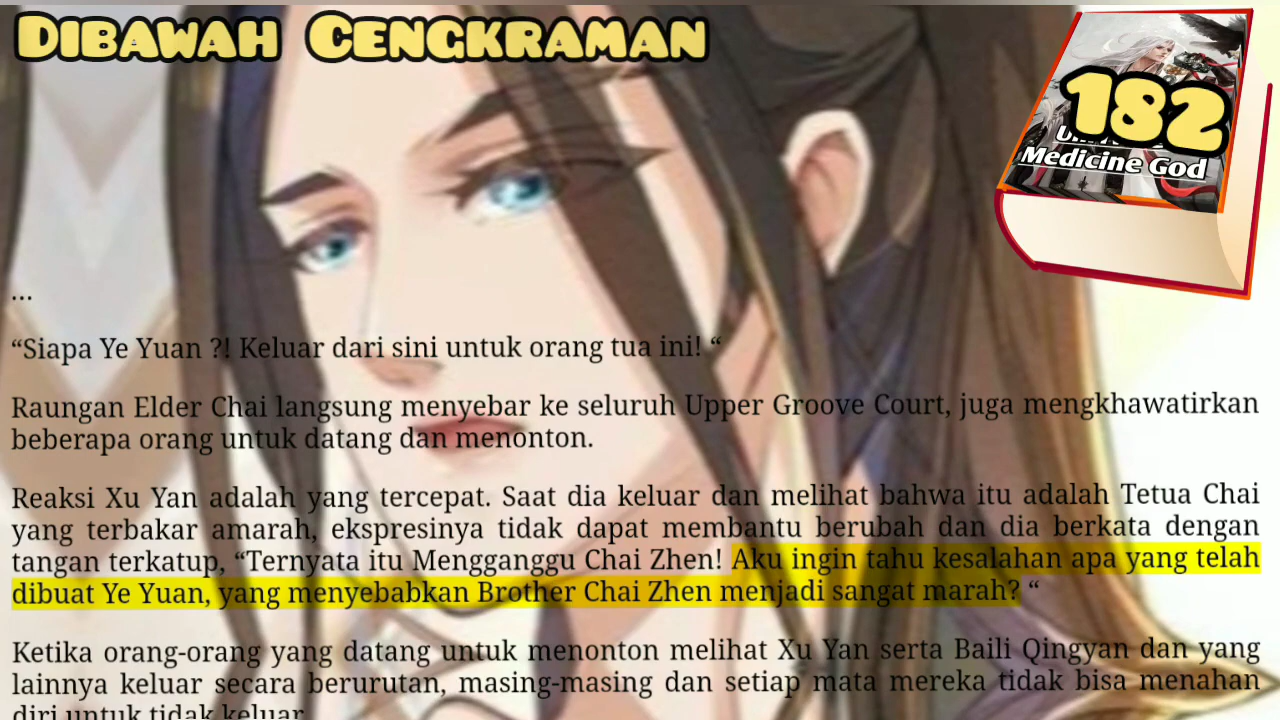 DIBAWAH CENGKRAMAN
182
Medicine God
...
“Siapa Ye Yuan ?! Keluar dari sini untuk orang tua ini! “
Raungan Elder Chai langsung menyebar ke seluruh Upper Groove Court, juga mengkhawatirkan
beberapa orang untuk datang dan menonton.
Reaksi Xu Yan adalah yang tercepat. Saat dia keluar dan melihat bahwa itu adalah Tetua Chai
yang terbakar amarah, ekspresinya tidak dapat membantu berubah dan dia berkata dengan
tangan terkatup, “Ternyata itu Mengganggu Chai Zhen! Aku ingin tahu kesalahan apa yang telah
dibuat Ye Yuan, yang menyebabkan Brother Chai Zhen menjadi sangat marah? “
Ketika orang-orang yang datang untuk menonton melihat Xu Yan serta Baili Qingyan dan yang
lainnya keluar secara berurutan, masing-masing dan setiap mata mereka tidak bisa menahan
diri untuk tidak keluar